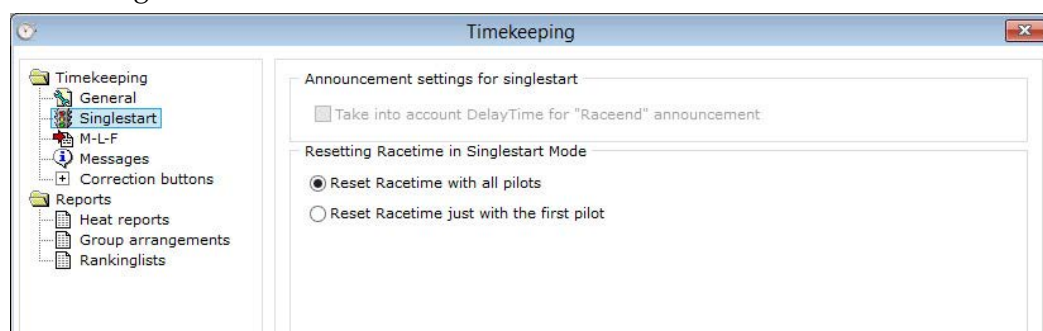 Timekeeping
Timekeeping
General
Singlestart
M-L-F
Messages
Correction buttons
Reports
Heat reports
Group arrangements
Rankinglists
Announcement settings for singlestart
Take into account DelayTime for "Raceend" announcement
Resetting Racetime in Singlestart Mode
Reset Racetime with all pilots
Reset Racetime just with the first pilot